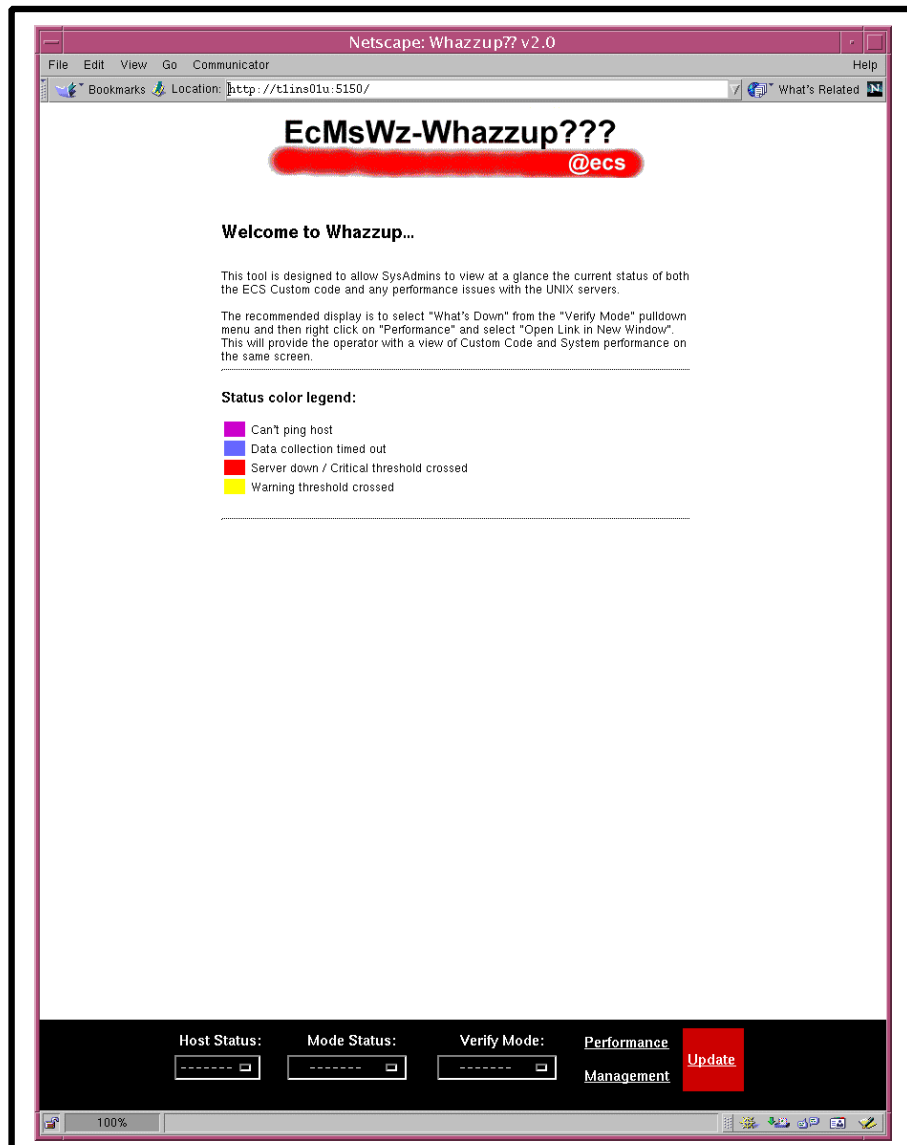 Netscape: Whazzup?? v2.0
File Edit View Go Communicator Help
Bookmarks Location: http://t1ins01u:5150/ What's Related N
EcMsWz-Whazzup???
@ecs
Welcome to Whazzup...
This tool is designed to allow SysAdmins to view at a glance the current status of both
the ECS Custom code and any performance issues with the UNIX servers.
The recommended display is to select "What's Down" from the "Verify Mode" pulldown
menu and then right click on "Performance" and select "Open Link in New Window".
This will provide the operator with a view of Custom Code and System performance on
the same screen.
Status color legend:
Can't ping host
Data collection timed out
Server down / Critical threshold crossed
Warning threshold crossed
Host Status: Mode Status: Verify Mode: Performance
------- ------- ------- Update
Management
100%